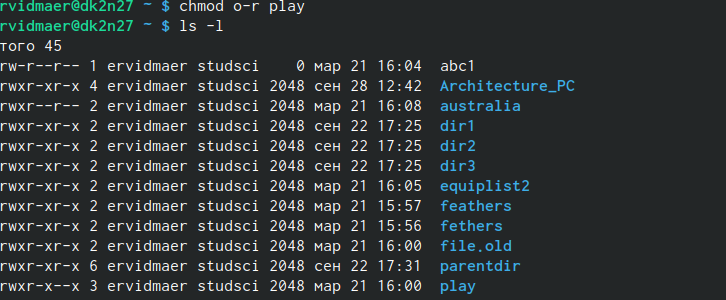 rvidmaer@dk2n27 ~ $ chmod o-r play
rvidmaer@dk2n27 ~ $ ls -l
того 45
rw-r--r-- 1 ervidmaer studsci    0 мар 21 16:04 abc1
rwxr-xr-x 4 ervidmaer studsci 2048 сен 28 12:42 Architecture_PC
rwxr--r-- 2 ervidmaer studsci 2048 мар 21 16:08 australia
rwxr-xr-x 2 ervidmaer studsci 2048 сен 22 17:25 dir1
rwxr-xr-x 2 ervidmaer studsci 2048 сен 22 17:25 dir2
rwxr-xr-x 2 ervidmaer studsci 2048 сен 22 17:25 dir3
rwxr-xr-x 2 ervidmaer studsci 2048 мар 21 16:05 equiplist2
rwxr-xr-x 2 ervidmaer studsci 2048 мар 21 15:57 feathers
rwxr-xr-x 2 ervidmaer studsci 2048 мар 21 15:56 fethers
rwxr-xr-x 2 ervidmaer studsci 2048 мар 21 16:00 file.old
rwxr-xr-x 6 ervidmaer studsci 2048 сен 22 17:31 parentdir
rwxr-x--x 3 ervidmaer studsci 2048 мар 21 16:00 play